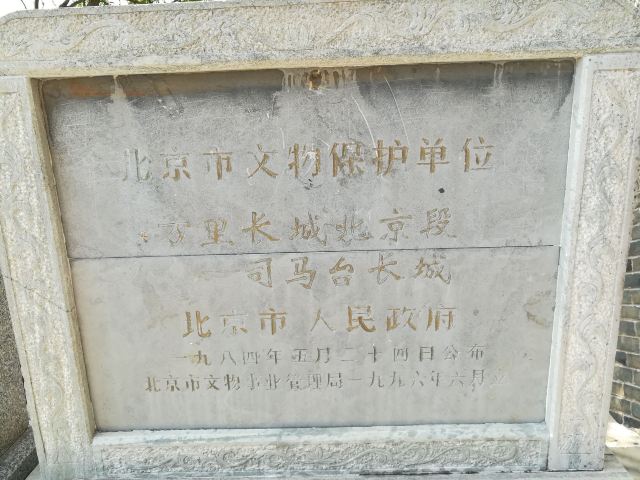 北京市文物保护单位
万里长城北京段
——司马台长城
北京市人民政府
一九八四年五月二十四日公布
北京市文物事业管理局一九九六年六月立